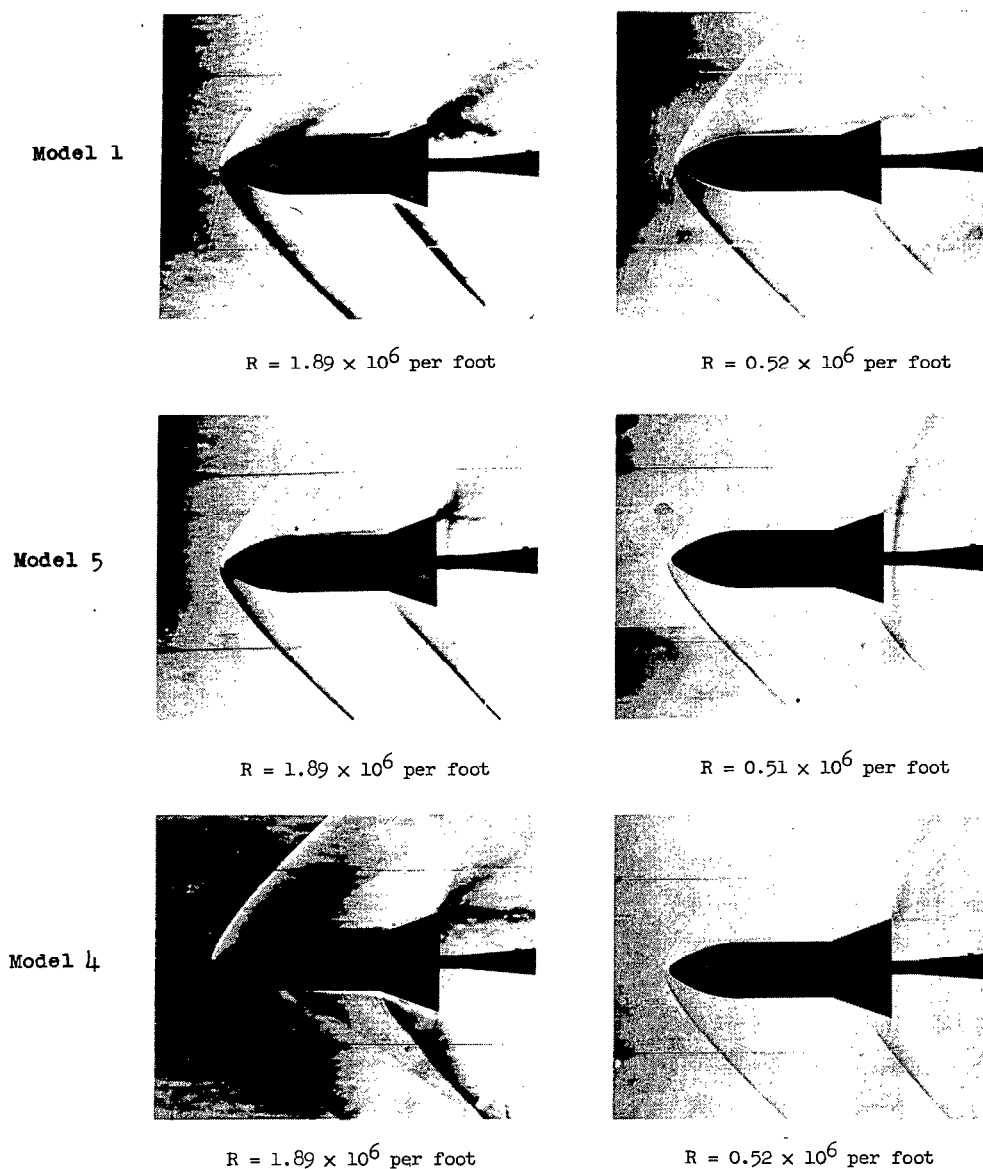 Model 1
R = 1.89 × 10⁶ per foot
R = 0.52 × 10⁶ per foot
Model 5
R = 1.89 × 10⁶ per foot
R = 0.51 × 10⁶ per foot
Model 4
R = 1.89 × 10⁶ per foot
R = 0.52 × 10⁶ per foot